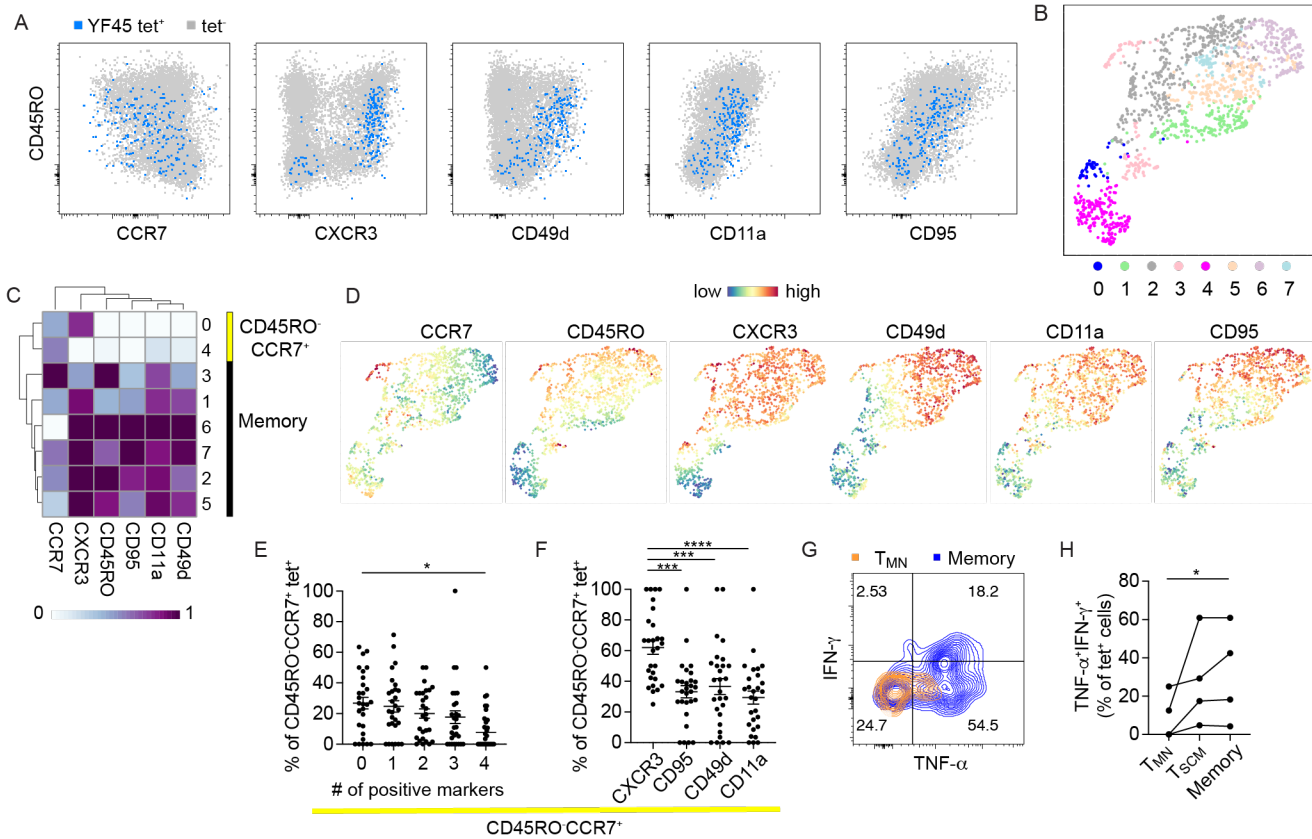 A
YF45 tet⁺ tet⁻
CD45RO
CCR7 CXCR3 CD49d CD11a CD95
B
0 1 2 3 4 5 6 7
C
0
4
3
1
6
7
2
5
CD45RO⁻
CCR7⁺
Memory
CCR7 CXCR3 CD45RO CD95 CD11a CD49d
0 1
D
low high
CCR7 CD45RO CXCR3 CD49d CD11a CD95
E
% of CD45RO⁻CCR7⁺ tet⁺
*
100
80
60
40
20
0
0 1 2 3 4
# of positive markers
F
% of CD45RO⁻CCR7⁺ tet⁺
****
***
***
100
80
60
40
20
0
CXCR3 CD95 CD49d CD11a
CD45RO⁻CCR7⁺
G
T_MN Memory
2.53 18.2
24.7 54.5
IFN-γ
TNF-α
H
TNF-α⁺IFN-γ⁺
(% of tet⁺ cells)
*
80
60
40
20
0
T_MN T_SCM Memory